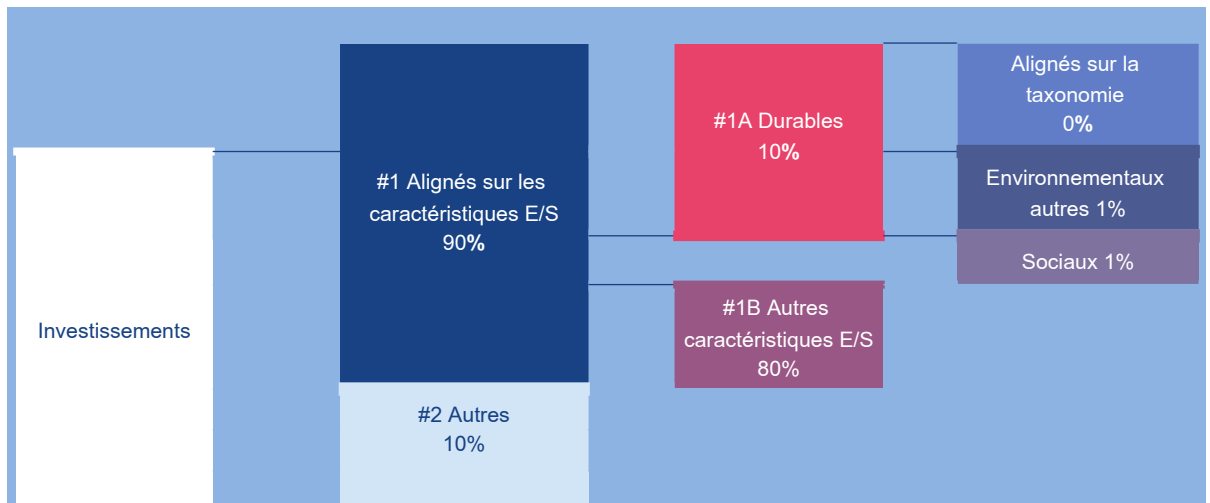 Investissements
#1 Alignés sur les
caractéristiques E/S
90%
#2 Autres
10%
#1A Durables
10%
#1B Autres
caractéristiques E/S
80%
Alignés sur la
taxonomie
0%
Environnementaux
autres 1%
Sociaux 1%